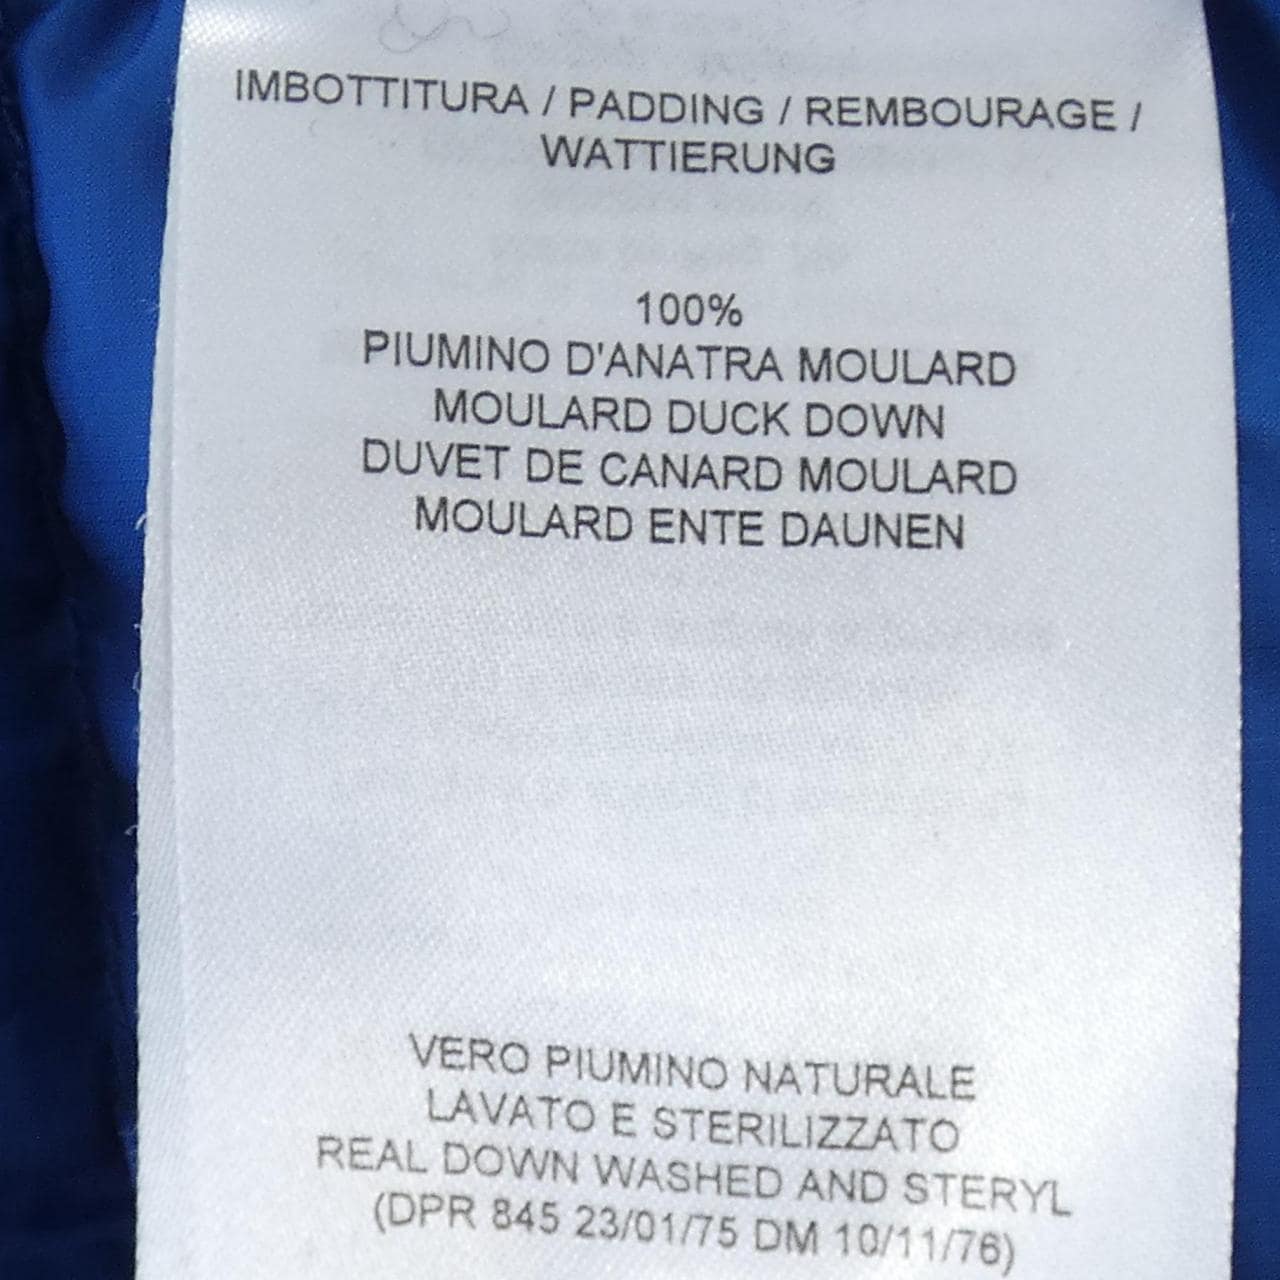 IMBOTTITURA / PADDING / REMBOURAGE /
WATTIERUNG
100%
PIUMINO D'ANATRA MOULARD
MOULARD DUCK DOWN
DUVET DE CANARD MOULARD
MOULARD ENTE DAUNEN
VERO PIUMINO NATURALE
LAVATO E STERILIZZATO
REAL DOWN WASHED AND STERYL
(DPR 845 23/01/75 DM 10/11/76)